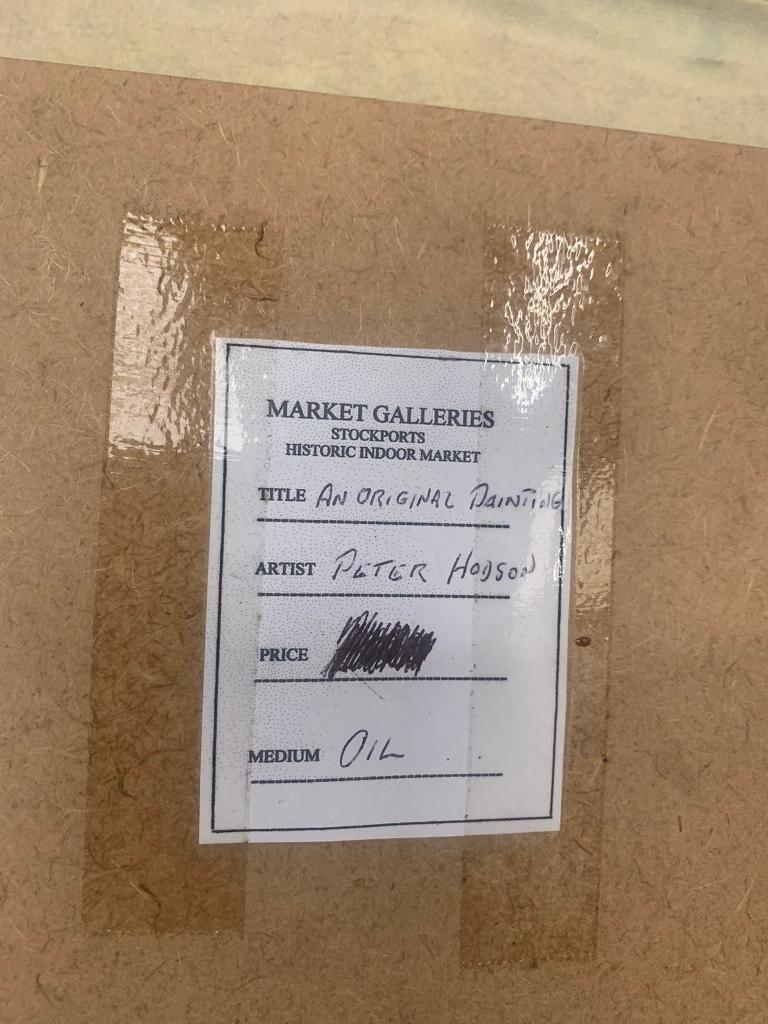 MARKET GALLERIES
STOCKPORTS
HISTORIC INDOOR MARKET
TITLE AN ORIGINAL PAINTING
ARTIST PETER HODSON
PRICE
MEDIUM OIL